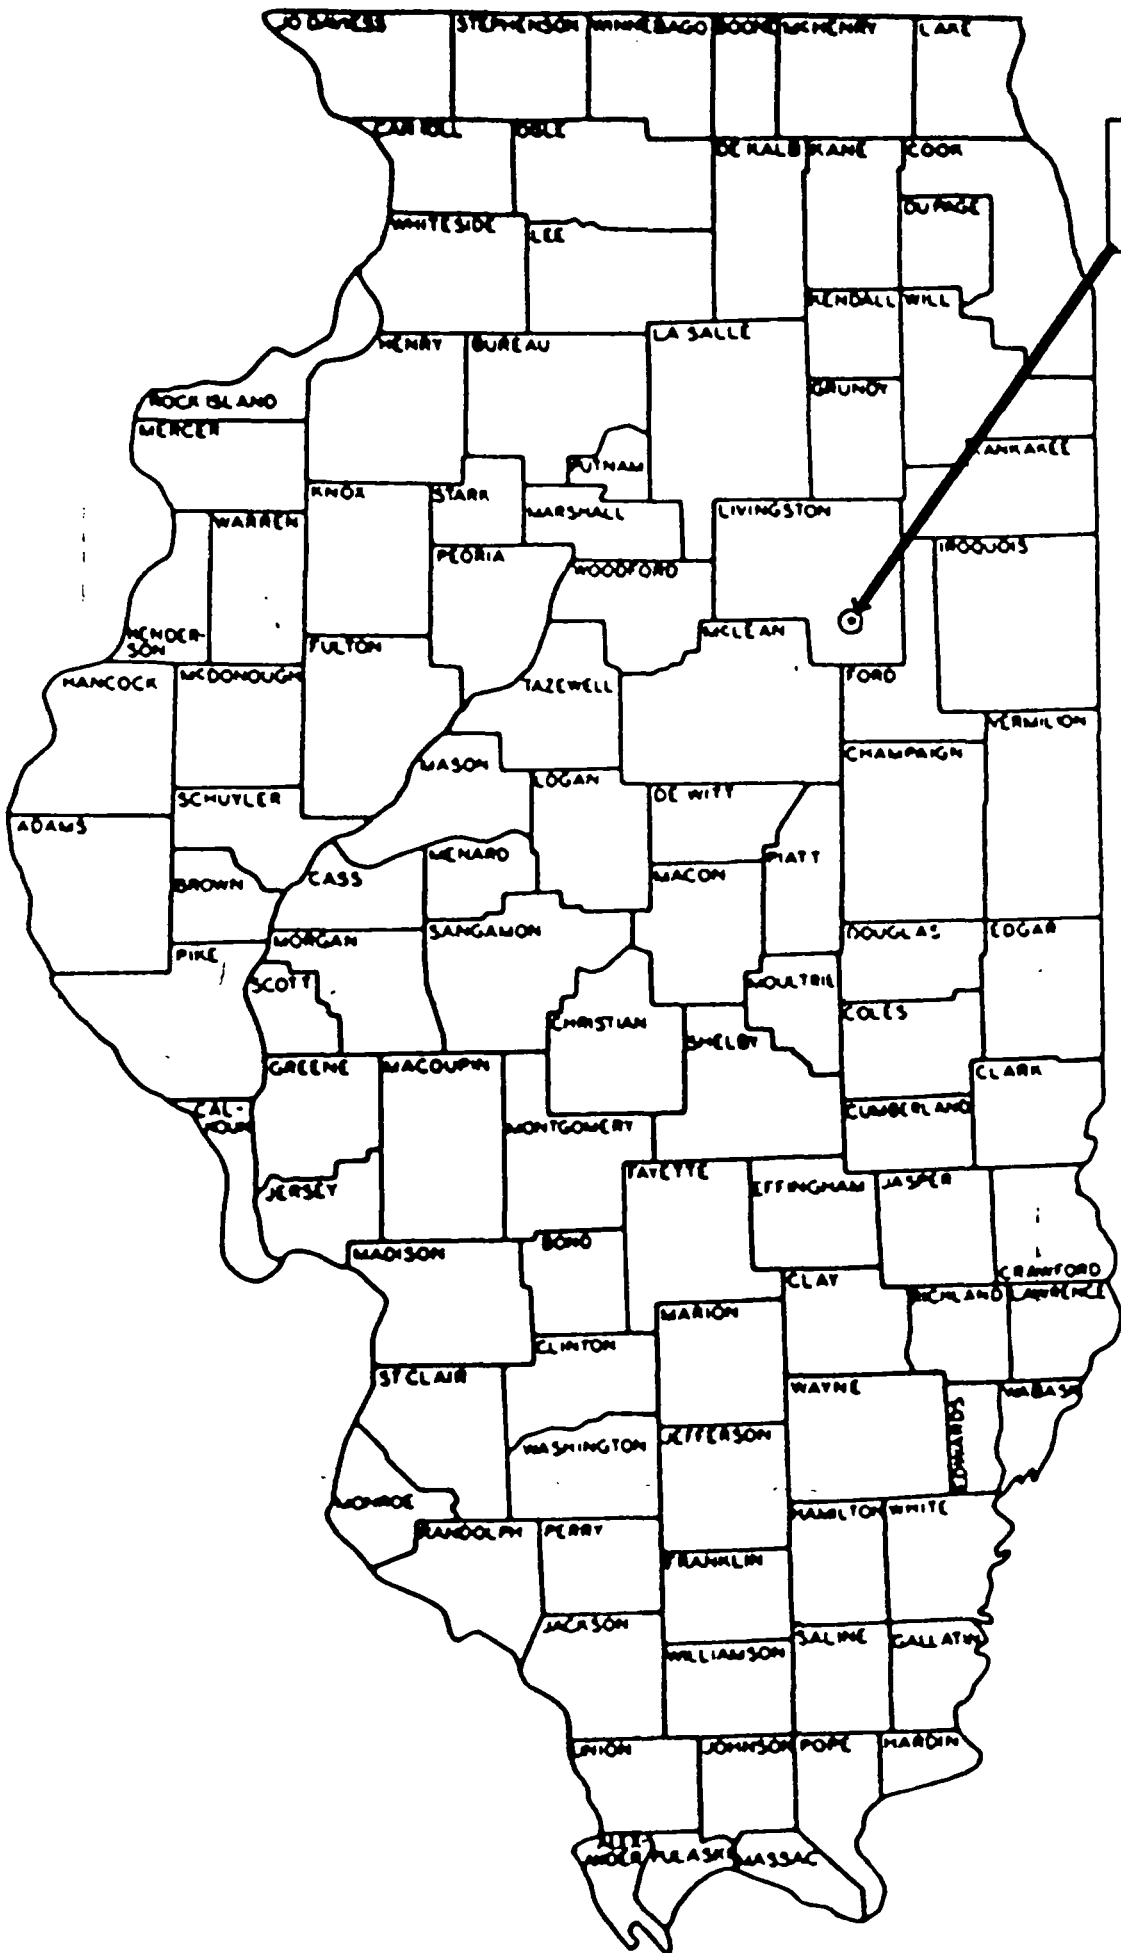 JO DAVIESS STEPHENSON WINNEBAGO BOONE MCHENRY LAKE
CARROLL OGLE
DE KALB KANE COOK
DU PAGE
WHITESIDE LEE
KENDALL WILL
HENRY BUREAU LA SALLE
GRUNDY
ROCK ISLAND
MERCER
KANKAKEE
PUTNAM
KNOX STARK
MARSHALL LIVINGSTON
WARREN
PEORIA WOODFORD IROQUOIS
HENDER-
SON
FULTON MCLEAN
HANCOCK MCDONOUGH TAZEWELL FORD
VERMILION
MASON CHAMPAIGN
SCHUYLER LOGAN DE WITT
ADAMS
MENARD PIATT
BROWN CASS MACON
PIKE MORGAN SANGAMON DOUGLAS EDGAR
SCOTT MOULTRIE
CHRISTIAN COLES
SHELBY
GREENE MACOUPIN CLARK
CAL-
HOUN
CUMBERLAND
MONTGOMERY
FAYETTE EFFINGHAM JASPER
JERSEY
MADISON BOND
CLAY CRAWFORD
RICHLAND LAWRENCE
MARION
CLINTON
ST CLAIR WAYNE WABASH
EDWARDS
WASHINGTON JEFFERSON
MONROE
HAMILTON WHITE
RANDOLPH PERRY
FRANKLIN
JACKSON SALINE GALLATIN
WILLIAMSON
UNION JOHNSON POPE HARDIN
ALEX-
ANDER PULASKI MASSAC